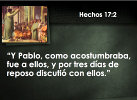 Hechos 17:2
“Y Pablo, como acostumbraba,
fue a ellos, y por tres días de
reposo discutió con ellos.”